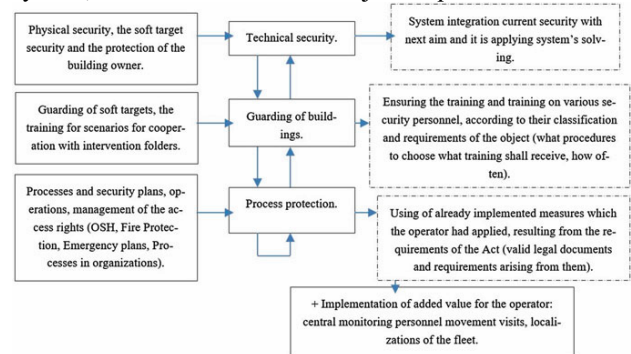 Physical security, the soft target
security and the protection of the
building owner.
Technical security.
System integration current security with
next aim and it is applying system's solv-
ing.
Guarding of soft targets, the
training for scenarios for cooper-
ation with intervention folders.
Guarding of build-
ings.
Ensuring the training and training on various se-
curity personnel, according to their classification
and requirements of the object (what procedures
to choose what training shall receive, how of-
ten).
Processes and security plans, op-
erations, management of the ac-
cess rights (OSH, Fire Protec-
tion, Emergency plans, Pro-
cesses in organizations).
Process protection.
Using of already implemented measures which
the operator had applied, resulting from the re-
quirements of the Act (valid legal documents
and requirements arising from them).
+ Implementation of added value for the operator:
central monitoring personnel movement visits, locali-
zations of the fleet.